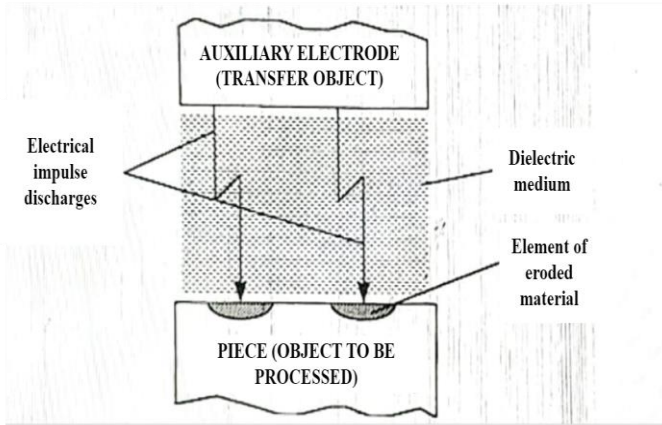 AUXILIARY ELECTRODE
(TRANSFER OBJECT)
Electrical
impulse
discharges
Dielectric
medium
Element of
eroded
material
PIECE (OBJECT TO BE
PROCESSED)